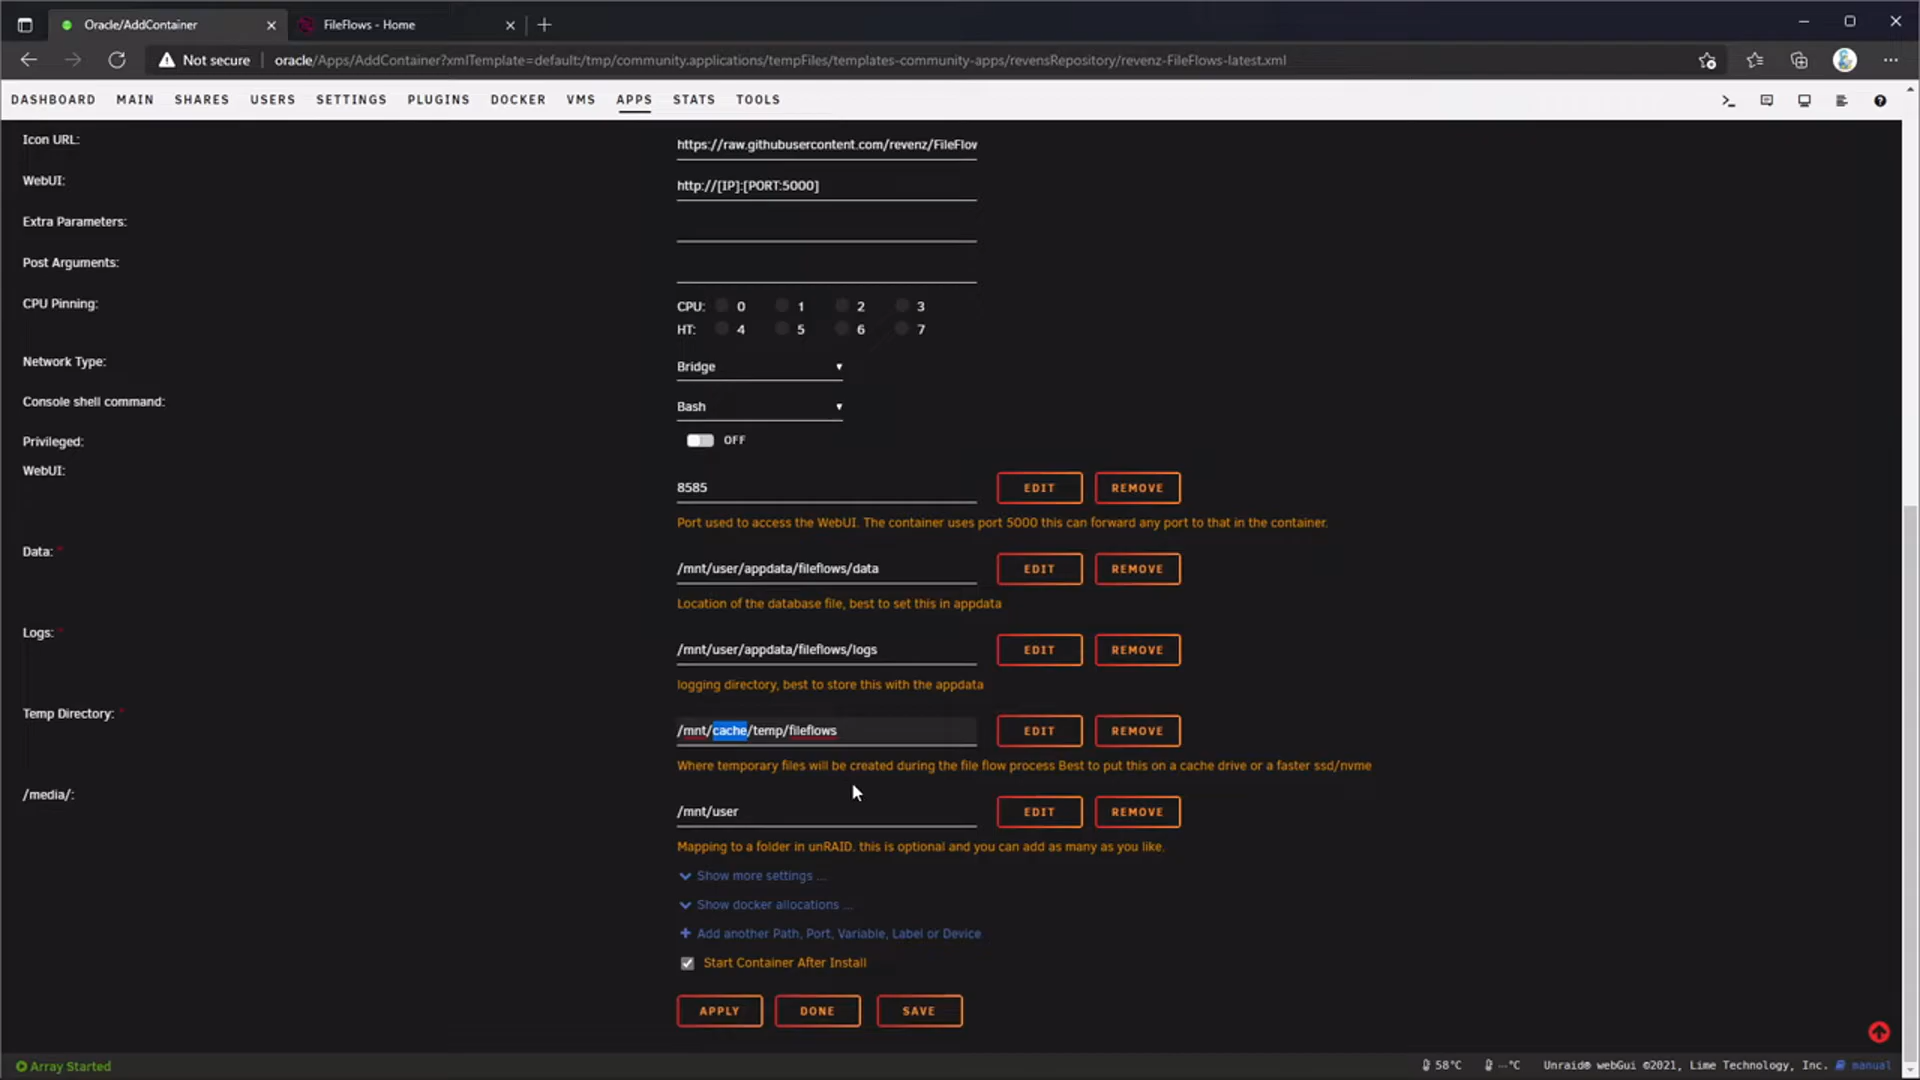 Oracle/AddContainer
FileFlows - Home
Not secure
oracle/Apps/AddContainer?xmlTemplate=default:/tmp/community.applications/tempFiles/templates-community-apps/revensRepository/revenz-FileFlows-latest.xml
DASHBOARD MAIN SHARES USERS SETTINGS PLUGINS DOCKER VMS APPS STATS TOOLS
Icon URL: https://raw.githubusercontent.com/revenz/FileFlow
WebUI: http://[IP]:[PORT:5000]
Extra Parameters:
Post Arguments:
CPU Pinning: CPU: 0 1 2 3
HT: 4 5 6 7
Network Type: Bridge
Console shell command: Bash
Privileged: OFF
WebUI: 8585 EDIT REMOVE
Port used to access the WebUI. The container uses port 5000 this can forward any port to that in the container.
Data: * /mnt/user/appdata/fileflows/data EDIT REMOVE
Location of the database file, best to set this in appdata
Logs: * /mnt/user/appdata/fileflows/logs EDIT REMOVE
logging directory, best to store this with the appdata
Temp Directory: * /mnt/cache/temp/fileflows EDIT REMOVE
Where temporary files will be created during the file flow process Best to put this on a cache drive or a faster ssd/nvme
/media/: /mnt/user EDIT REMOVE
Mapping to a folder in unRAID. this is optional and you can add as many as you like.
Show more settings ...
Show docker allocations ...
Add another Path, Port, Variable, Label or Device
Start Container After Install
APPLY DONE SAVE
Array Started
58°C --°C Unraid® webGui ©2021, Lime Technology, Inc. manual